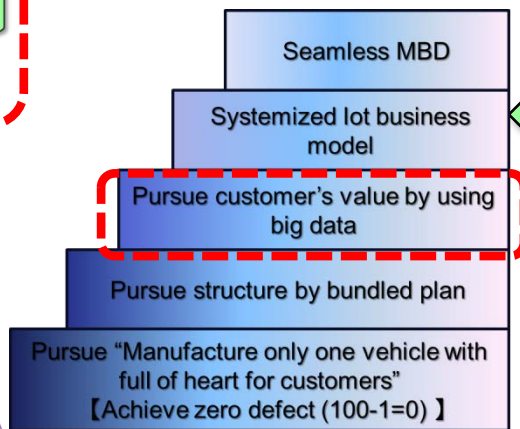 Seamless MBD
Systemized Iot business
model
Pursue customer's value by using
big data
Pursue structure by bundled plan
Pursue “Manufacture only one vehicle with
full of heart for customers”
【Achieve zero defect (100-1=0) 】